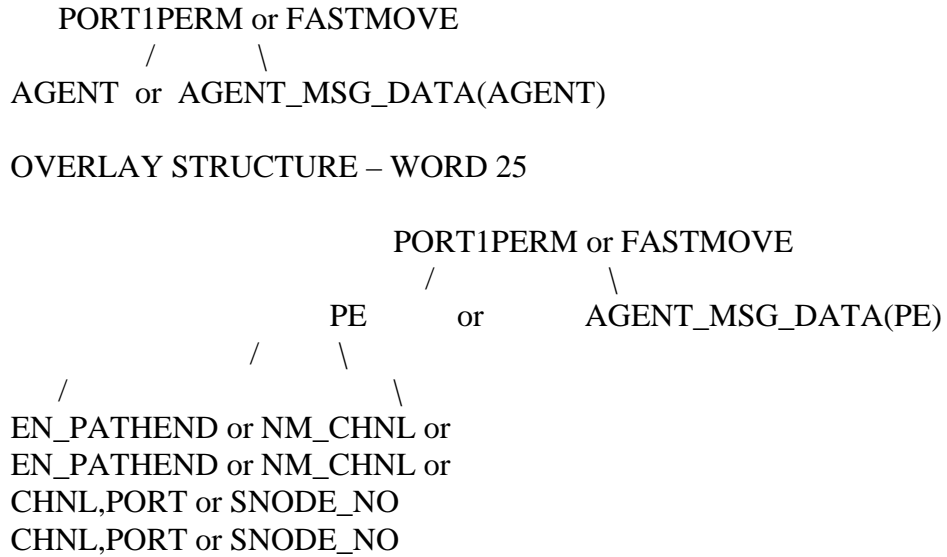 PORT1PERM or FASTMOVE
/ \
AGENT or AGENT_MSG_DATA(AGENT)
OVERLAY STRUCTURE – WORD 25
PORT1PERM or FASTMOVE
/ \
PE or AGENT_MSG_DATA(PE)
/ \
/ \
EN_PATHEND or NM_CHNL or
EN_PATHEND or NM_CHNL or
CHNL,PORT or SNODE_NO
CHNL,PORT or SNODE_NO